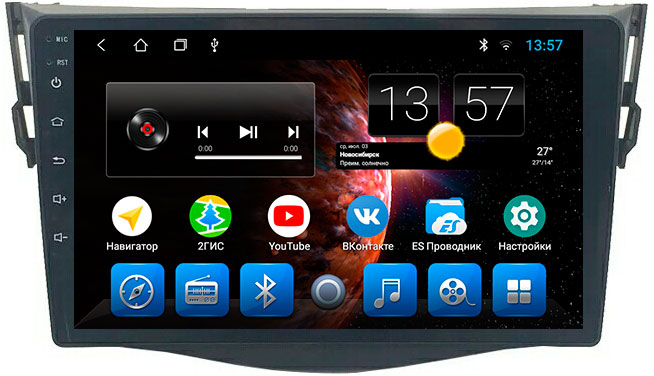 MIC
RST
13:57
13 57
0:00 0:00
ср, июл. 03
Новосибирск
Преим. солнечно
27°
27°/14°
Навигатор
2ГИС
YouTube
ВКонтакте
ES Проводник
Настройки
ES